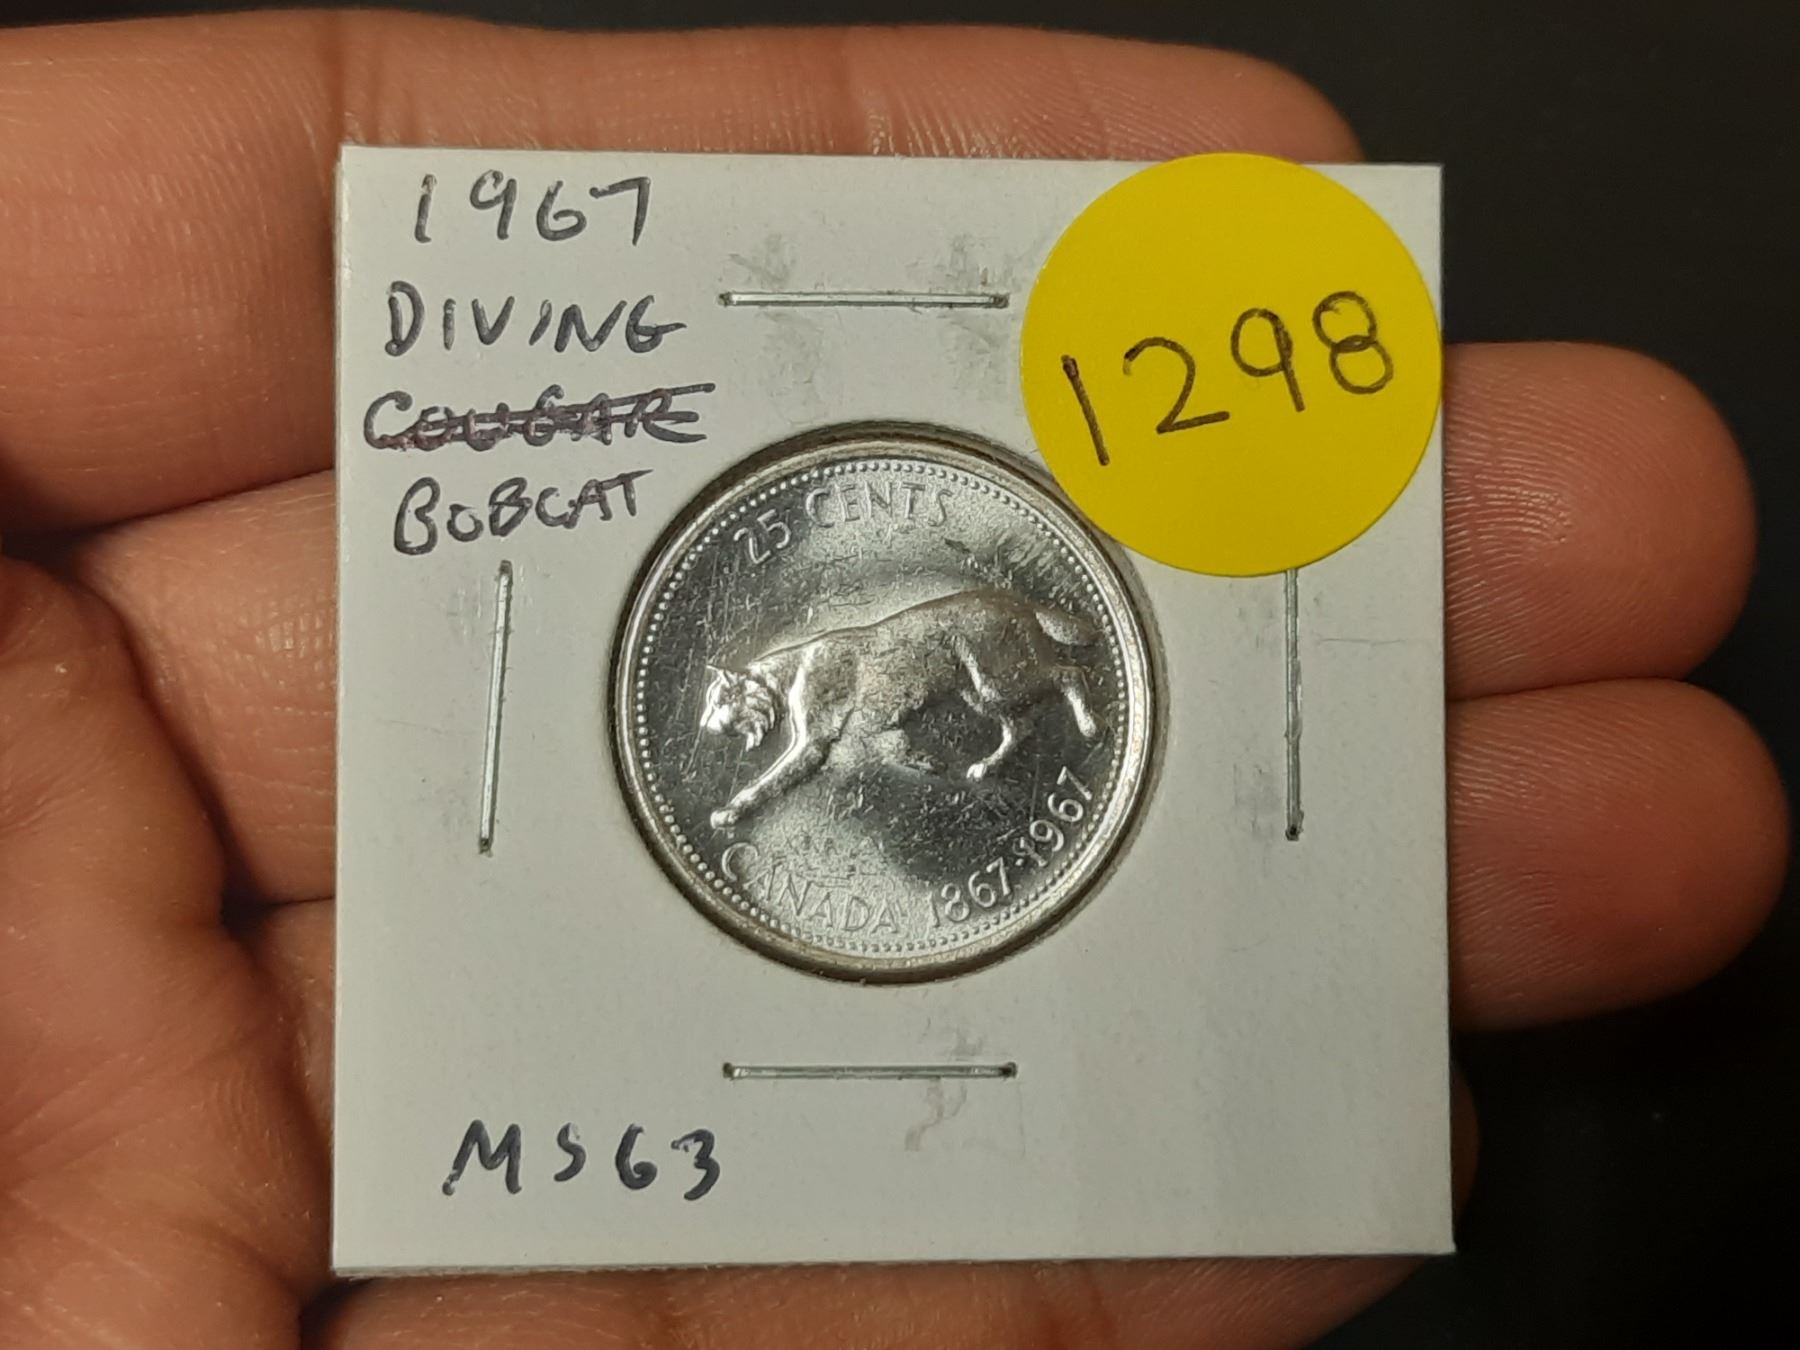 1967
DIVING
COUGAR
BOBCAT
1298
25 CENTS
CANADA 1867·1967
MS63